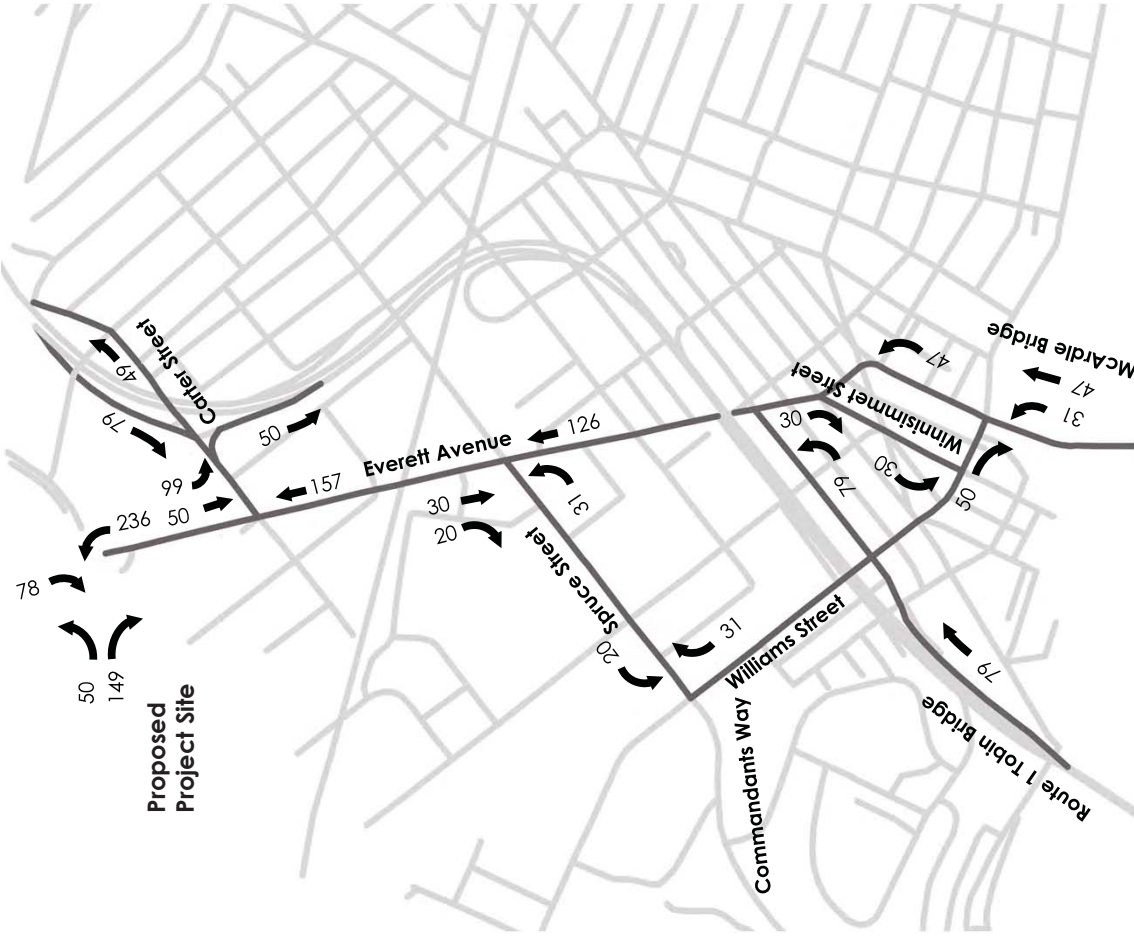 McArdle Bridge
47
47
31
Winnisimmet Street
30
79
30
50
Carter Street
49
79
50
99
Everett Avenue
126
157
236
50
30
20
31
Spruce Street
78
50
149
Proposed
Project Site
20
31
Williams Street
79
Commandants Way
Route 1 Tobin Bridge